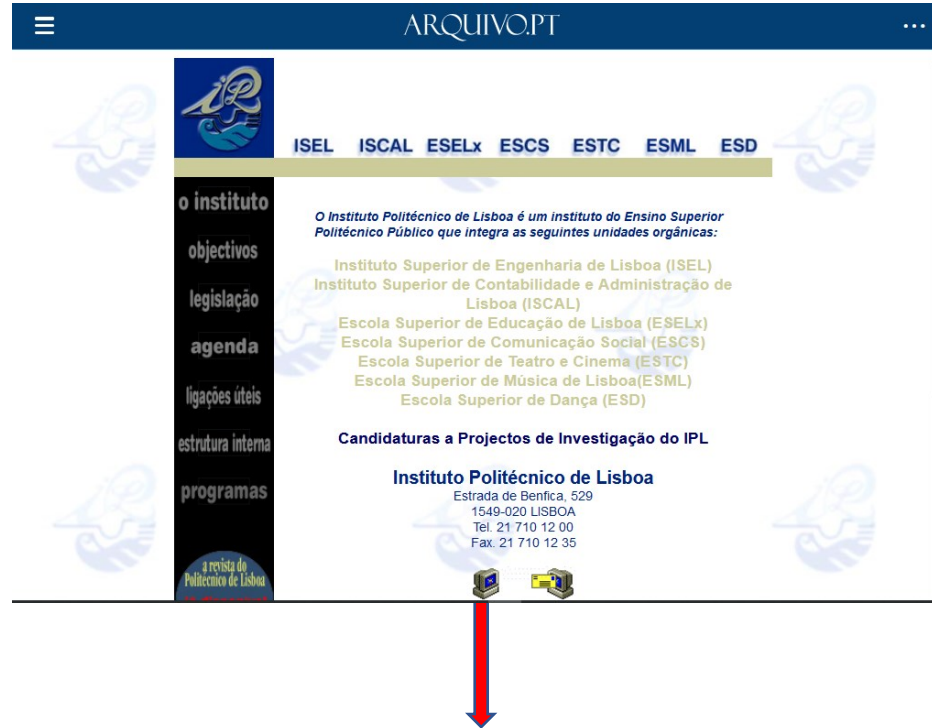 ARQUIVO.PT
ISEL ISCAL ESELx ESCS ESTC ESML ESD
o instituto
objectivos
legislação
agenda
ligações úteis
estrutura interna
programas
a revista do
Politécnico de Lisboa
O Instituto Politécnico de Lisboa é um instituto do Ensino Superior
Politécnico Público que integra as seguintes unidades orgânicas:
Instituto Superior de Engenharia de Lisboa (ISEL)
Instituto Superior de Contabilidade e Administração de
Lisboa (ISCAL)
Escola Superior de Educação de Lisboa (ESELx)
Escola Superior de Comunicação Social (ESCS)
Escola Superior de Teatro e Cinema (ESTC)
Escola Superior de Música de Lisboa(ESML)
Escola Superior de Dança (ESD)
Candidaturas a Projectos de Investigação do IPL
Instituto Politécnico de Lisboa
Estrada de Benfica, 529
1549-020 LISBOA
Tel. 21 710 12 00
Fax. 21 710 12 35